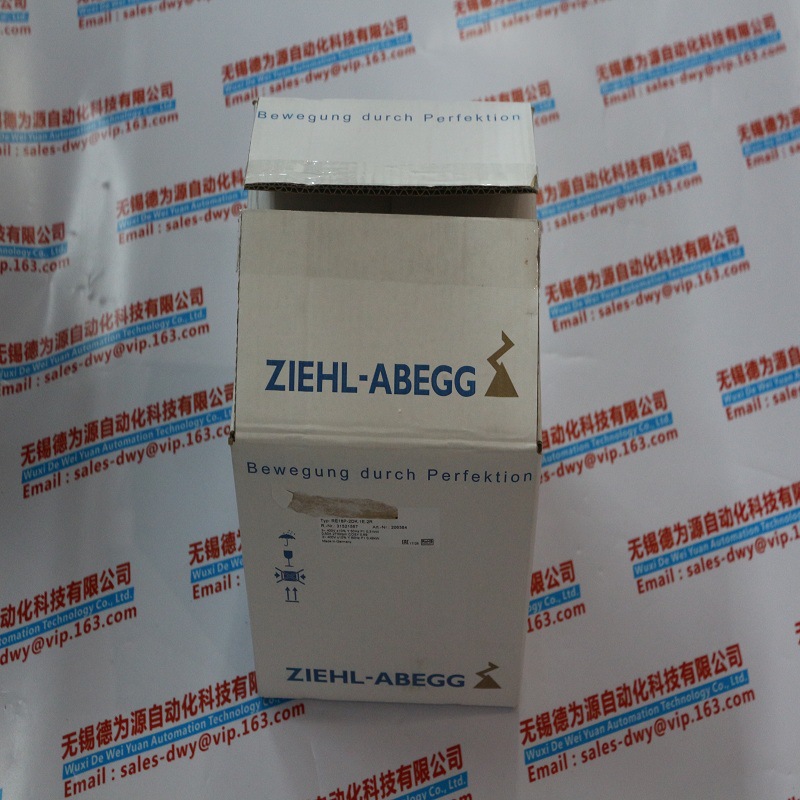 Bewegung durch Perfektion
ZIEHL-ABEGG
Bewegung durch Perfektion
Made in Germany
ZIEHL-ABEGG
无锡德为源自动化科技有限公司
Wuxi De Wei Yuan Automation Technology Co., Ltd.
Email : sales-dwy@vip.163.com